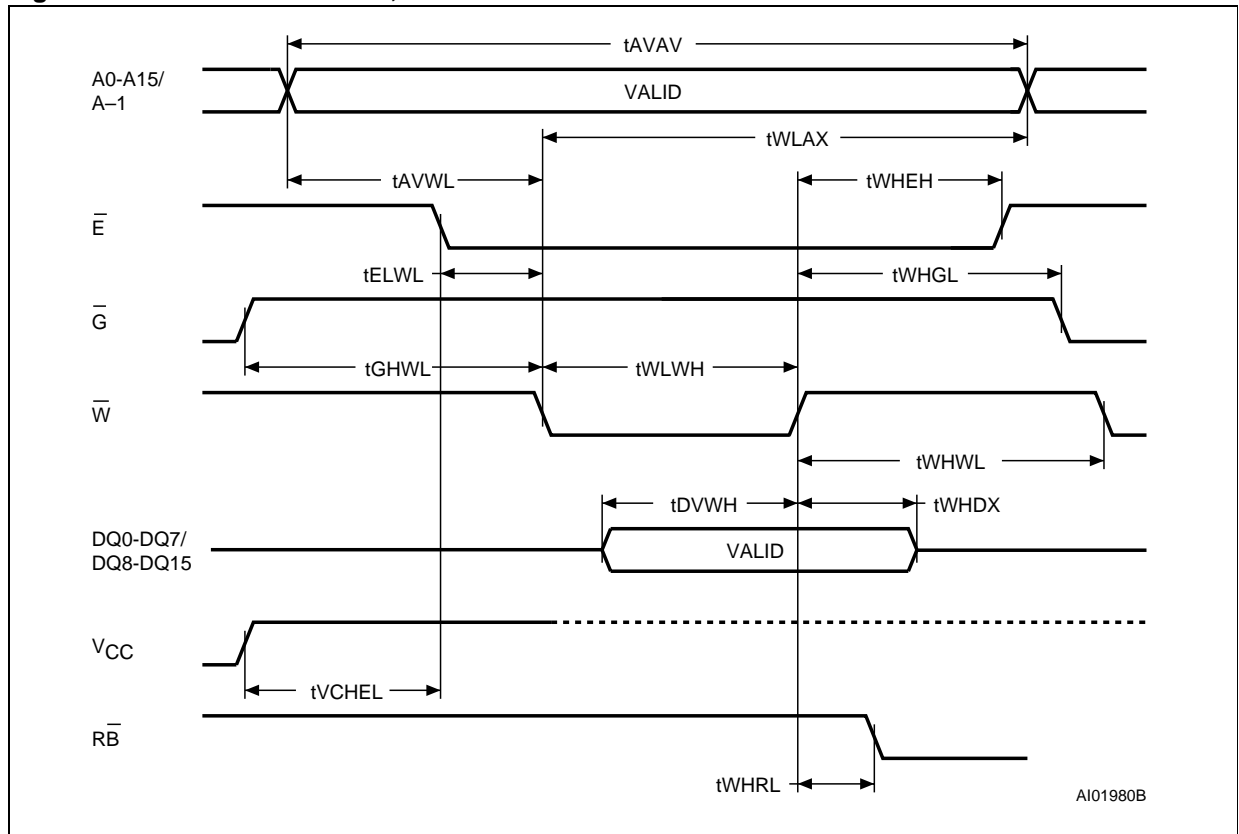 tAVAV
A0-A15/
A–1
VALID
tWLAX
tAVWL
tWHEH
E̅
tELWL
tWHGL
G̅
tGHWL
tWLWH
W̅
tWHWL
tDVWH
tWHDX
DQ0-DQ7/
DQ8-DQ15
VALID
VCC
tVCHEL
RB̅
tWHRL
AI01980B